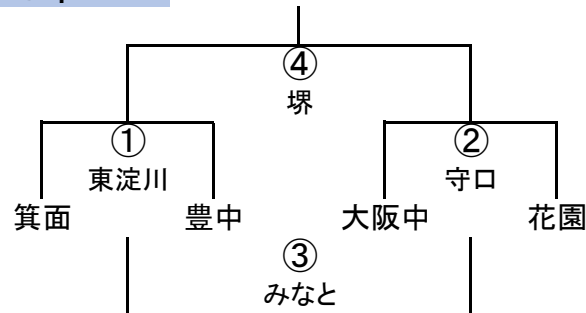 ④
堺
① ②
東淀川 守口
箕面 豊中 大阪中 花園
③
みなと